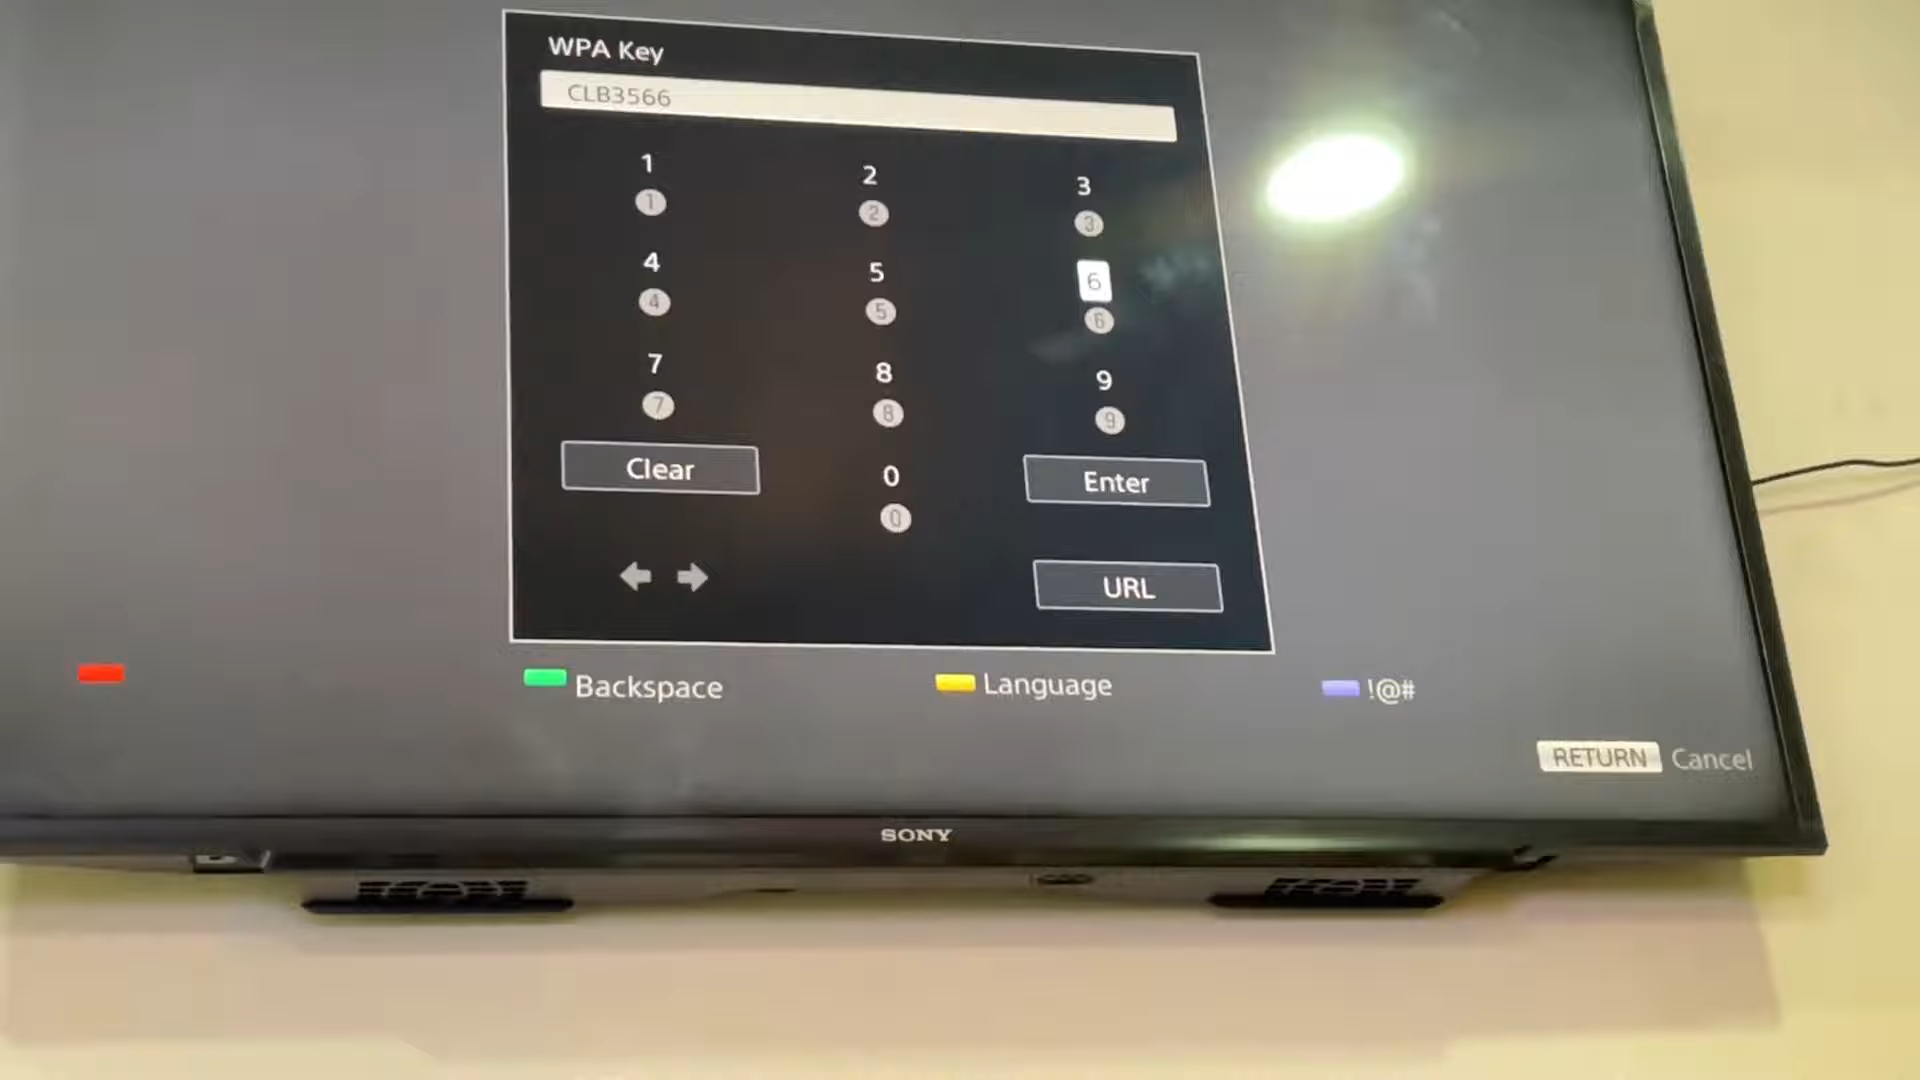 WPA Key
CLB3566
1 2 3
1 2 3
4 5 6
4 5 6
7 8 9
7 8 9
Clear 0 Enter
0
URL
Backspace Language !@#
RETURN Cancel
SONY